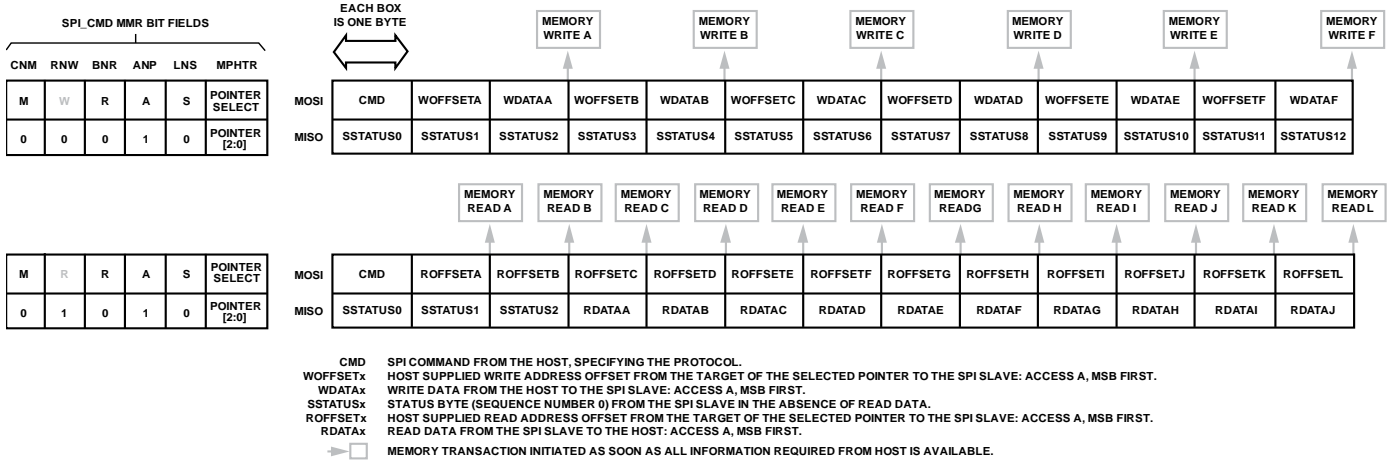 SPI_CMD MMR BIT FIELDS
CNM RNW BNR ANP LNS MPHTR
M W R A S POINTER SELECT
0 0 0 1 0 POINTER [2:0]
EACH BOX
IS ONE BYTE
MEMORY WRITE A
MEMORY WRITE B
MEMORY WRITE C
MEMORY WRITE D
MEMORY WRITE E
MEMORY WRITE F
MOSI CMD WOFFSETA WDATAA WOFFSETB WDATAB WOFFSETC WDATAC WOFFSETD WDATAD WOFFSETE WDATAE WOFFSETF WDATAF
MISO SSTATUS0 SSTATUS1 SSTATUS2 SSTATUS3 SSTATUS4 SSTATUS5 SSTATUS6 SSTATUS7 SSTATUS8 SSTATUS9 SSTATUS10 SSTATUS11 SSTATUS12
MEMORY READ A
MEMORY READ B
MEMORY READ C
MEMORY READ D
MEMORY READ E
MEMORY READ F
MEMORY READG
MEMORY READ H
MEMORY READ I
MEMORY READ J
MEMORY READ K
MEMORY READ L
M R R A S POINTER SELECT
0 1 0 1 0 POINTER [2:0]
MOSI CMD ROFFSETA ROFFSETB ROFFSETC ROFFSETD ROFFSETE ROFFSETF ROFFSETG ROFFSETH ROFFSETI ROFFSETJ ROFFSETK ROFFSETL
MISO SSTATUS0 SSTATUS1 SSTATUS2 RDATAA RDATAB RDATAC RDATAD RDATAE RDATAF RDATAG RDATAH RDATAI RDATAJ
CMD SPI COMMAND FROM THE HOST, SPECIFYING THE PROTOCOL.
WOFFSETx HOST SUPPLIED WRITE ADDRESS OFFSET FROM THE TARGET OF THE SELECTED POINTER TO THE SPI SLAVE: ACCESS A, MSB FIRST.
WDATAx WRITE DATA FROM THE HOST TO THE SPI SLAVE: ACCESS A, MSB FIRST.
SSTATUSx STATUS BYTE (SEQUENCE NUMBER 0) FROM THE SPI SLAVE IN THE ABSENCE OF READ DATA.
ROFFSETx HOST SUPPLIED READ ADDRESS OFFSET FROM THE TARGET OF THE SELECTED POINTER TO THE SPI SLAVE: ACCESS A, MSB FIRST.
RDATAx READ DATA FROM THE SPI SLAVE TO THE HOST: ACCESS A, MSB FIRST.
MEMORY TRANSACTION INITIATED AS SOON AS ALL INFORMATION REQUIRED FROM HOST IS AVAILABLE.